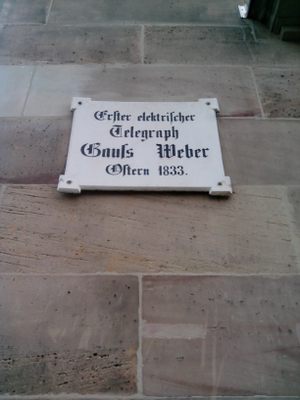 Erster elektrischer
Telegraph
Gauſs Weber
Ostern 1833.